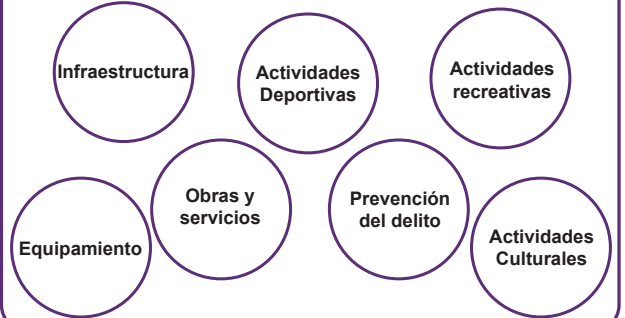 Infraestructura
Actividades
Deportivas
Actividades
recreativas
Equipamiento
Obras y
servicios
Prevención
del delito
Actividades
Culturales